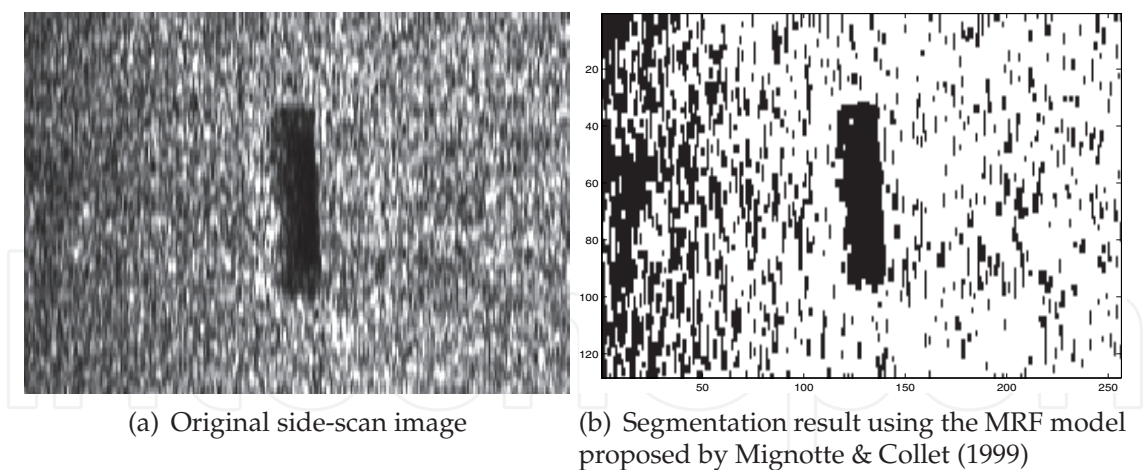 20
40
60
80
100
120
50 100 150 200 250
(a) Original side-scan image
(b) Segmentation result using the MRF model
proposed by Mignotte & Collet (1999)